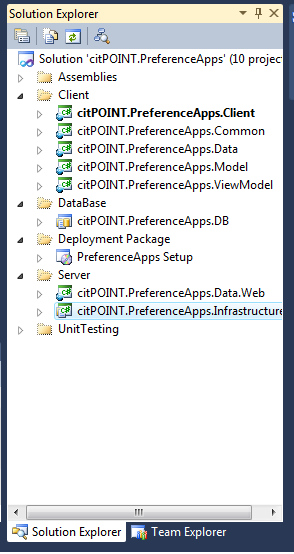 Solution Explorer
Solution 'citPOINT.PreferenceApps' (10 projec
Assemblies
Client
citPOINT.PreferenceApps.Client
citPOINT.PreferenceApps.Common
citPOINT.PreferenceApps.Data
citPOINT.PreferenceApps.Model
citPOINT.PreferenceApps.ViewModel
DataBase
citPOINT.PreferenceApps.DB
Deployment Package
PreferenceApps Setup
Server
citPOINT.PreferenceApps.Data.Web
citPOINT.PreferenceApps.Infrastructure
UnitTesting
Solution Explorer Team Explorer